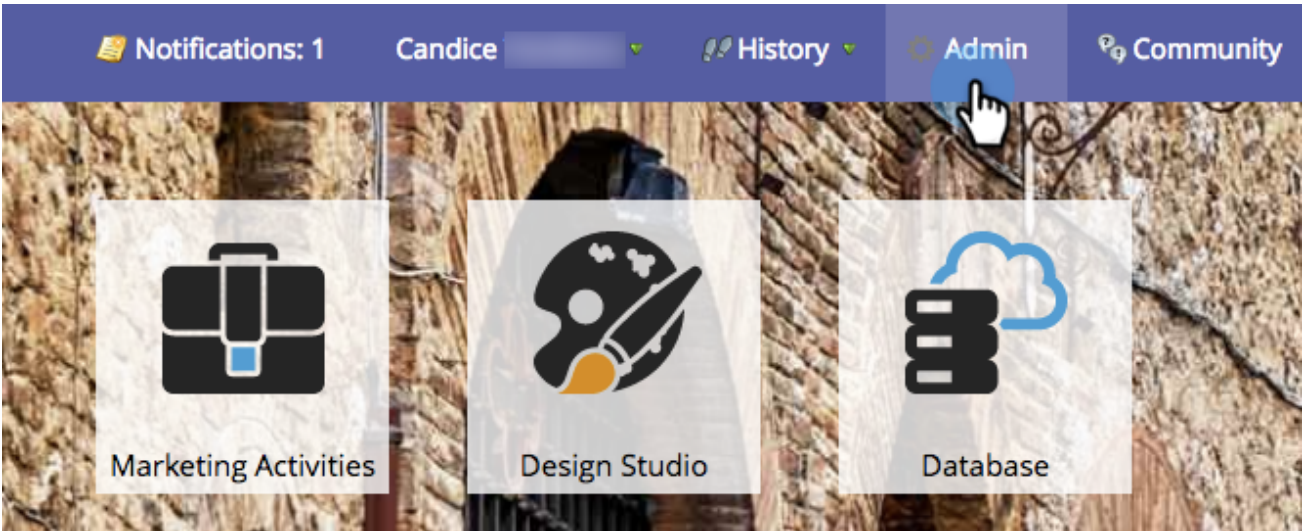 Notifications: 1 Candice History Admin Community
Marketing Activities Design Studio Database